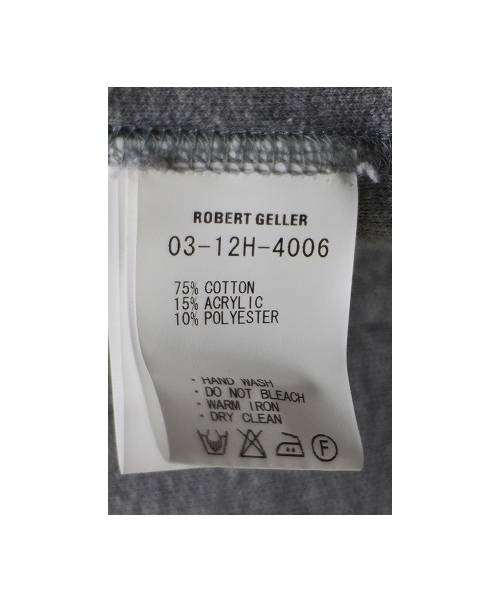 ROBERT GELLER
03-12H-4006
75% COTTON
15% ACRYLIC
10% POLYESTER
· HAND WASH
· DO NOT BLEACH
· WARM IRON
· DRY CLEAN
F